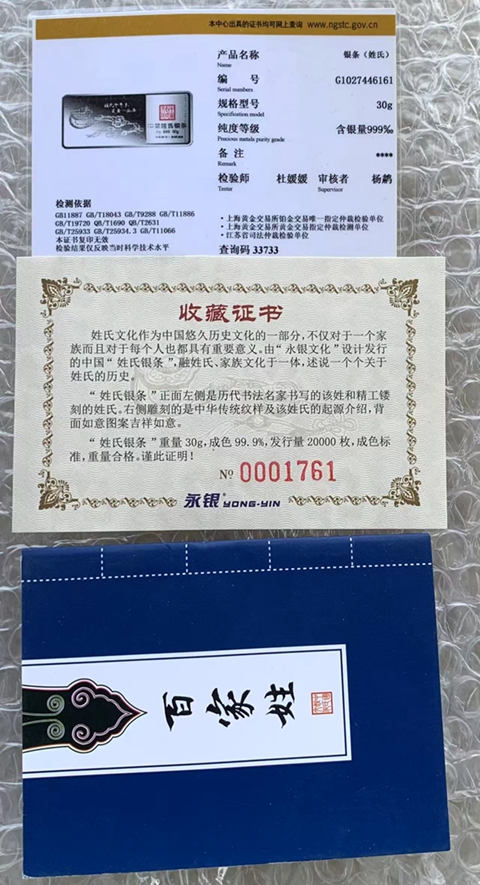 本中心出具的证书均可网上查询 www.ngstc.gov.cn
产品名称 银条（姓氏）
Name
编 号 G1027446161
Serial numbers
规格型号 30g
Specification model
纯度等级 含银量999‰
Precious metals purity grade
备 注 ****
Remark
检验师 杜媛媛 审核者 杨鹇
Testor Supervisor
检测依据
GB11887 GB/T18043 GB/T9288 GB/T11886
GB/T19720 QB/T1690 QB/T2631
GB/T25933 GB/T25934.3 GB/T11066
本证书复印无效
检验结果仅反映当时科学技术水平
·上海黄金交易所铂金交易唯一指定仲裁检验单位
·上海黄金交易所黄金交易指定仲裁检测单位
·江苏省司法仲裁检验单位
查询码 33733
收藏证书
姓氏文化作为中国悠久历史文化的一部分，不仅对于一个家
族而且对于每个人也都具有重要意义。由“永银文化”设计发行
的中国“姓氏银条”，融姓氏、家族文化于一体，述说一个个关于
姓氏的历史。
“姓氏银条”正面左侧是历代书法名家书写的该姓和精工镂
刻的姓氏。右侧雕刻的是中华传统纹样及该姓氏的起源介绍，背
面如意图案吉祥如意。
“姓氏银条”重量30g，成色99.9%，发行量20000枚，成色标
准，重量合格。谨此证明！
№ 0001761
永银® YONG-YIN
百家姓